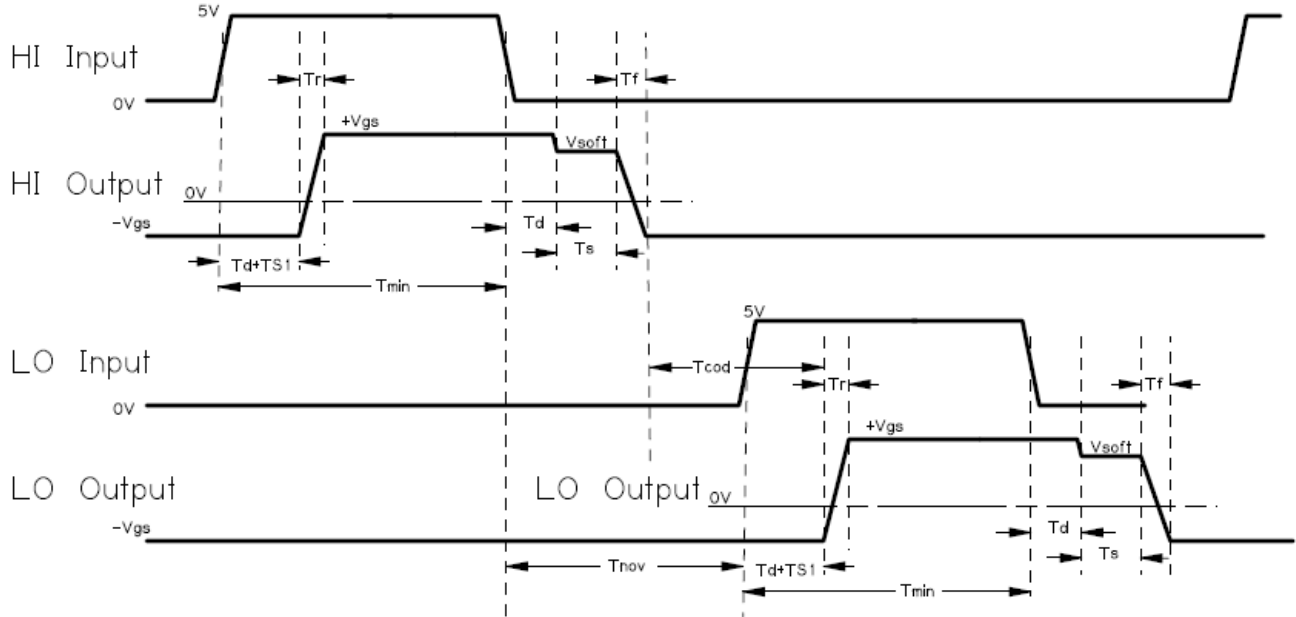 5V
HI Input
Tr
Tf
0V
+Vgs
Vsoft
HI Output
0V
-Vgs
Td
Ts
Td+TS1
Tmin
5V
LO Input
Tcod
Tr
Tf
0V
+Vgs
Vsoft
LO Output
LO Output
0V
-Vgs
Td
Ts
Tnov
Td+TS1
Tmin